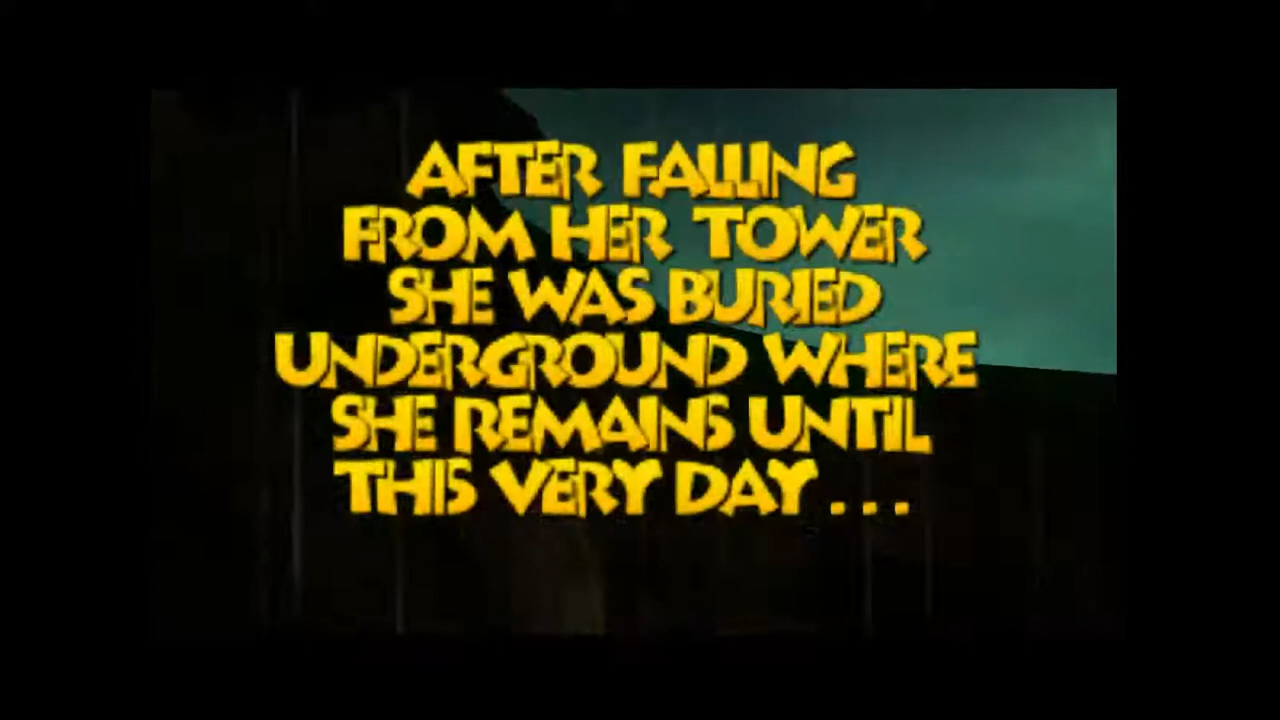 AFTER FALLING
FROM HER TOWER
SHE WAS BURIED
UNDERGROUND WHERE
SHE REMAINS UNTIL
THIS VERY DAY . . .